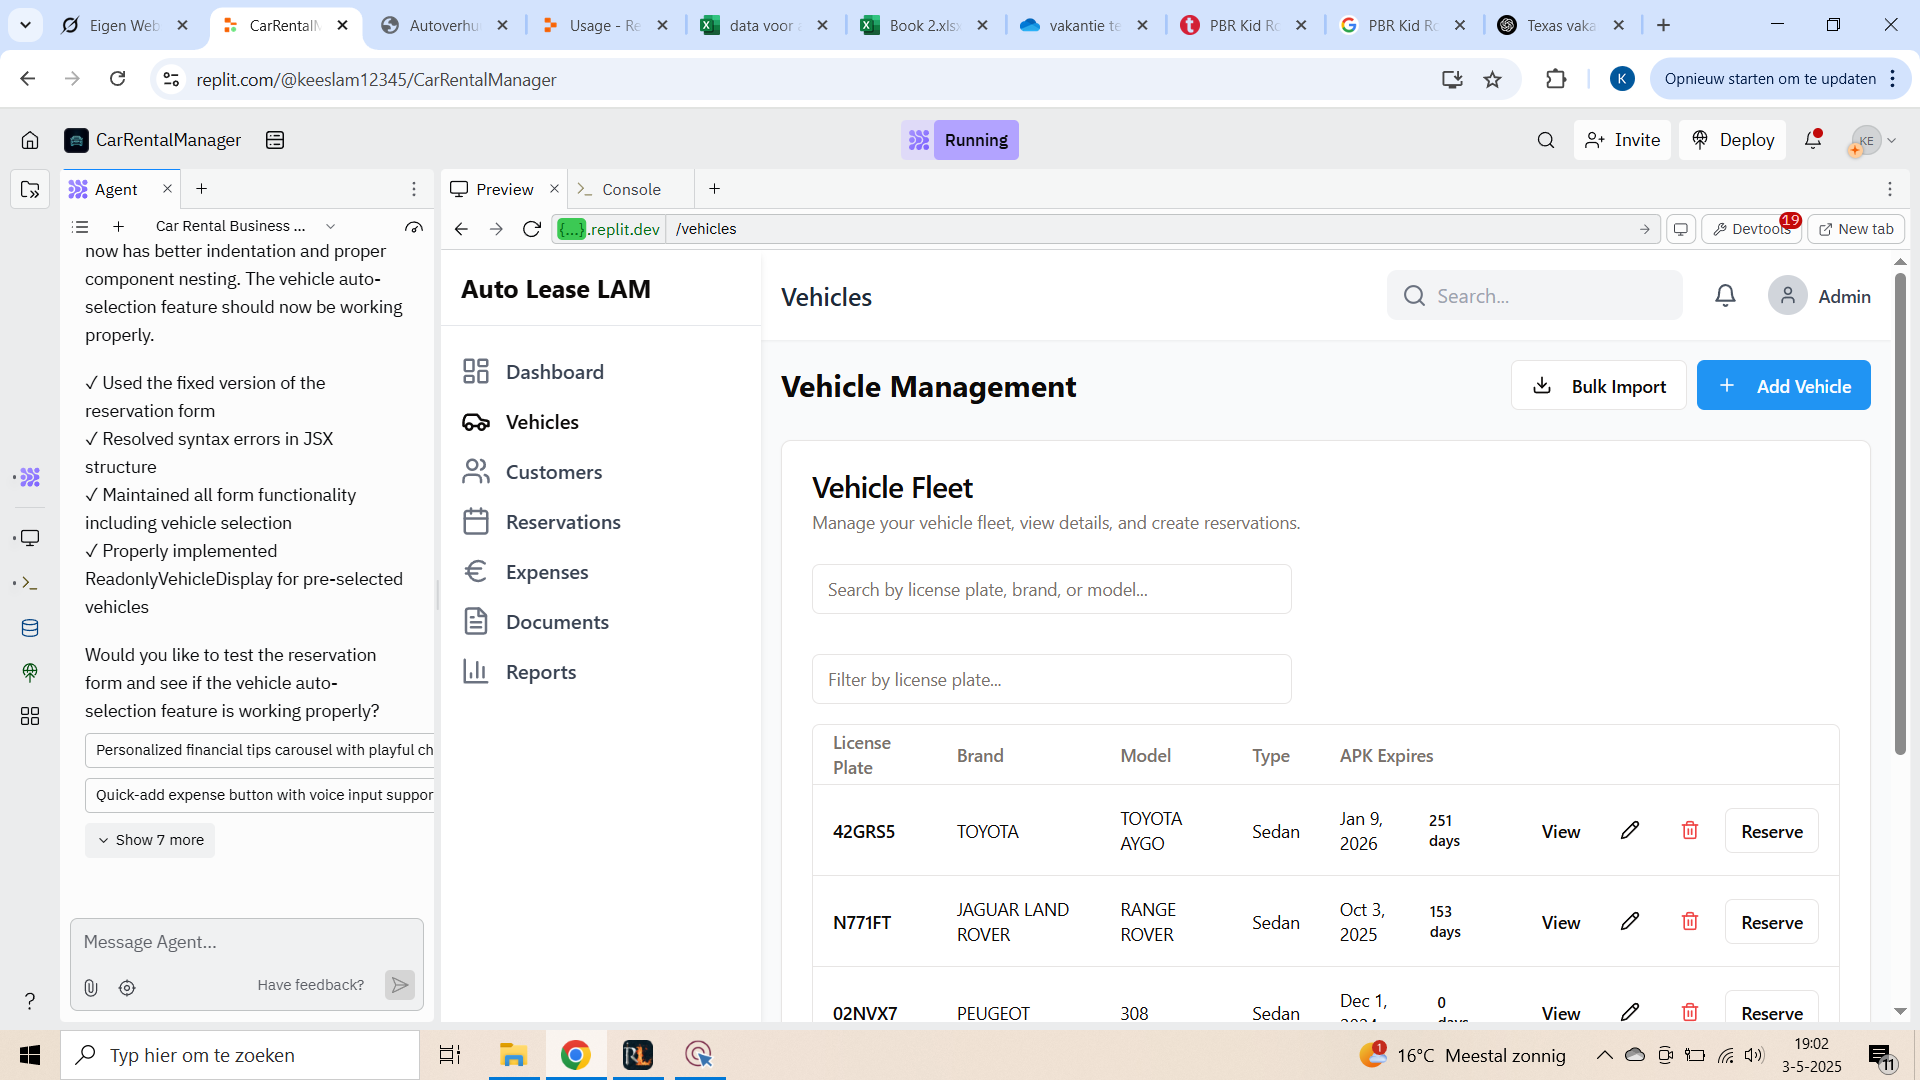 Eigen Web
CarRentalM
Autoverhu
Usage - Re
data voor a
Book 2.xlsx
vakantie te
PBR Kid Ro
PBR Kid Ro
Texas vaka
replit.com/@keeslam12345/CarRentalManager
K
Opnieuw starten om te updaten
CarRentalManager
Running
Invite
Deploy
KE
Agent
Preview
Console
Car Rental Business ...
{...}.replit.dev
/vehicles
Devtools
19
New tab
now has better indentation and proper
component nesting. The vehicle auto-
selection feature should now be working
properly.
✓ Used the fixed version of the
reservation form
✓ Resolved syntax errors in JSX
structure
✓ Maintained all form functionality
including vehicle selection
✓ Properly implemented
ReadonlyVehicleDisplay for pre-selected
vehicles
Would you like to test the reservation
form and see if the vehicle auto-
selection feature is working properly?
Personalized financial tips carousel with playful ch
Quick-add expense button with voice input suppor
Show 7 more
Message Agent...
Have feedback?
Auto Lease LAM
Dashboard
Vehicles
Customers
Reservations
Expenses
Documents
Reports
Vehicles
Search...
Admin
Vehicle Management
Bulk Import
Add Vehicle
Vehicle Fleet
Manage your vehicle fleet, view details, and create reservations.
Search by license plate, brand, or model...
Filter by license plate...
License
Plate
Brand
Model
Type
APK Expires
42GRS5
TOYOTA
TOYOTA
AYGO
Sedan
Jan 9,
2026
251
days
View
Reserve
N771FT
JAGUAR LAND
ROVER
RANGE
ROVER
Sedan
Oct 3,
2025
153
days
View
Reserve
02NVX7
PEUGEOT
308
Sedan
Dec 1,
2024
0
days
View
Reserve
Typ hier om te zoeken
RL
1
16°C Meestal zonnig
19:02
3-5-2025
11